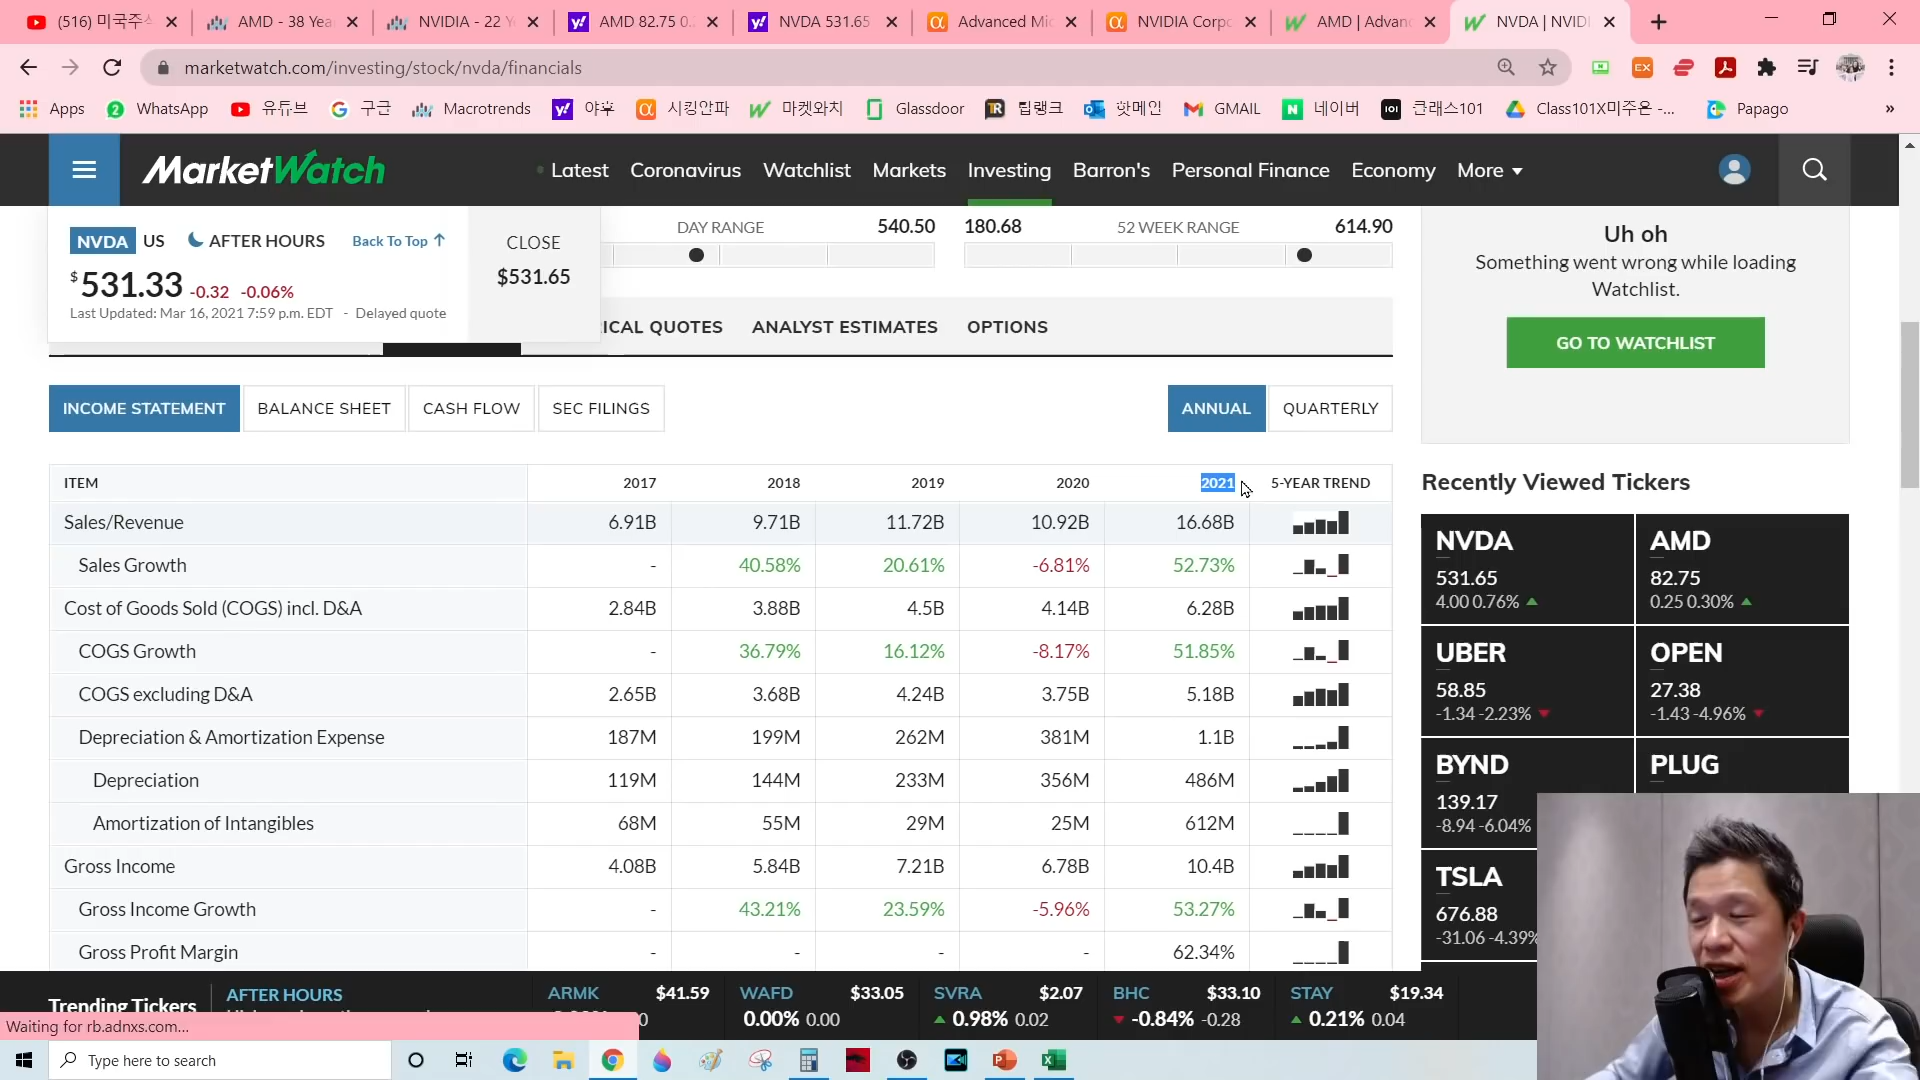 (516) 미국주식
AMD - 38 Yea
NVIDIA - 22 Y
AMD 82.75 0.
NVDA 531.65
Advanced Mic
NVIDIA Corpo
AMD | Advan
NVDA | NVIDI
marketwatch.com/investing/stock/nvda/financials
Apps WhatsApp 유튜브 구글 Macrotrends 야후 시킹안파 마켓와치 Glassdoor 팁랭크 핫메인 GMAIL 네이버 클래스101 Class101X미주은 -... Papago »
MarketWatch Latest Coronavirus Watchlist Markets Investing Barron's Personal Finance Economy More
NVDA US AFTER HOURS Back To Top
$531.33 -0.32 -0.06%
Last Updated: Mar 16, 2021 7:59 p.m. EDT - Delayed quote
CLOSE
$531.65
DAY RANGE 540.50
180.68 52 WEEK RANGE 614.90
ICAL QUOTES ANALYST ESTIMATES OPTIONS
Uh oh
Something went wrong while loading
Watchlist.
GO TO WATCHLIST
INCOME STATEMENT BALANCE SHEET CASH FLOW SEC FILINGS ANNUAL QUARTERLY
ITEM 2017 2018 2019 2020 2021 5-YEAR TREND
Sales/Revenue 6.91B 9.71B 11.72B 10.92B 16.68B
Sales Growth - 40.58% 20.61% -6.81% 52.73%
Cost of Goods Sold (COGS) incl. D&A 2.84B 3.88B 4.5B 4.14B 6.28B
COGS Growth - 36.79% 16.12% -8.17% 51.85%
COGS excluding D&A 2.65B 3.68B 4.24B 3.75B 5.18B
Depreciation & Amortization Expense 187M 199M 262M 381M 1.1B
Depreciation 119M 144M 233M 356M 486M
Amortization of Intangibles 68M 55M 29M 25M 612M
Gross Income 4.08B 5.84B 7.21B 6.78B 10.4B
Gross Income Growth - 43.21% 23.59% -5.96% 53.27%
Gross Profit Margin - - - - 62.34%
Recently Viewed Tickers
NVDA
531.65
4.00 0.76%
AMD
82.75
0.25 0.30%
UBER
58.85
-1.34 -2.23%
OPEN
27.38
-1.43 -4.96%
BYND
139.17
-8.94 -6.04%
PLUG
TSLA
676.88
-31.06 -4.39%
Trending Tickers
AFTER HOURS
ARMK $41.59
WAFD $33.05
0.00% 0.00
SVRA $2.07
0.98% 0.02
BHC $33.10
-0.84% -0.28
STAY $19.34
0.21% 0.04
Waiting for rb.adnxs.com...
Type here to search